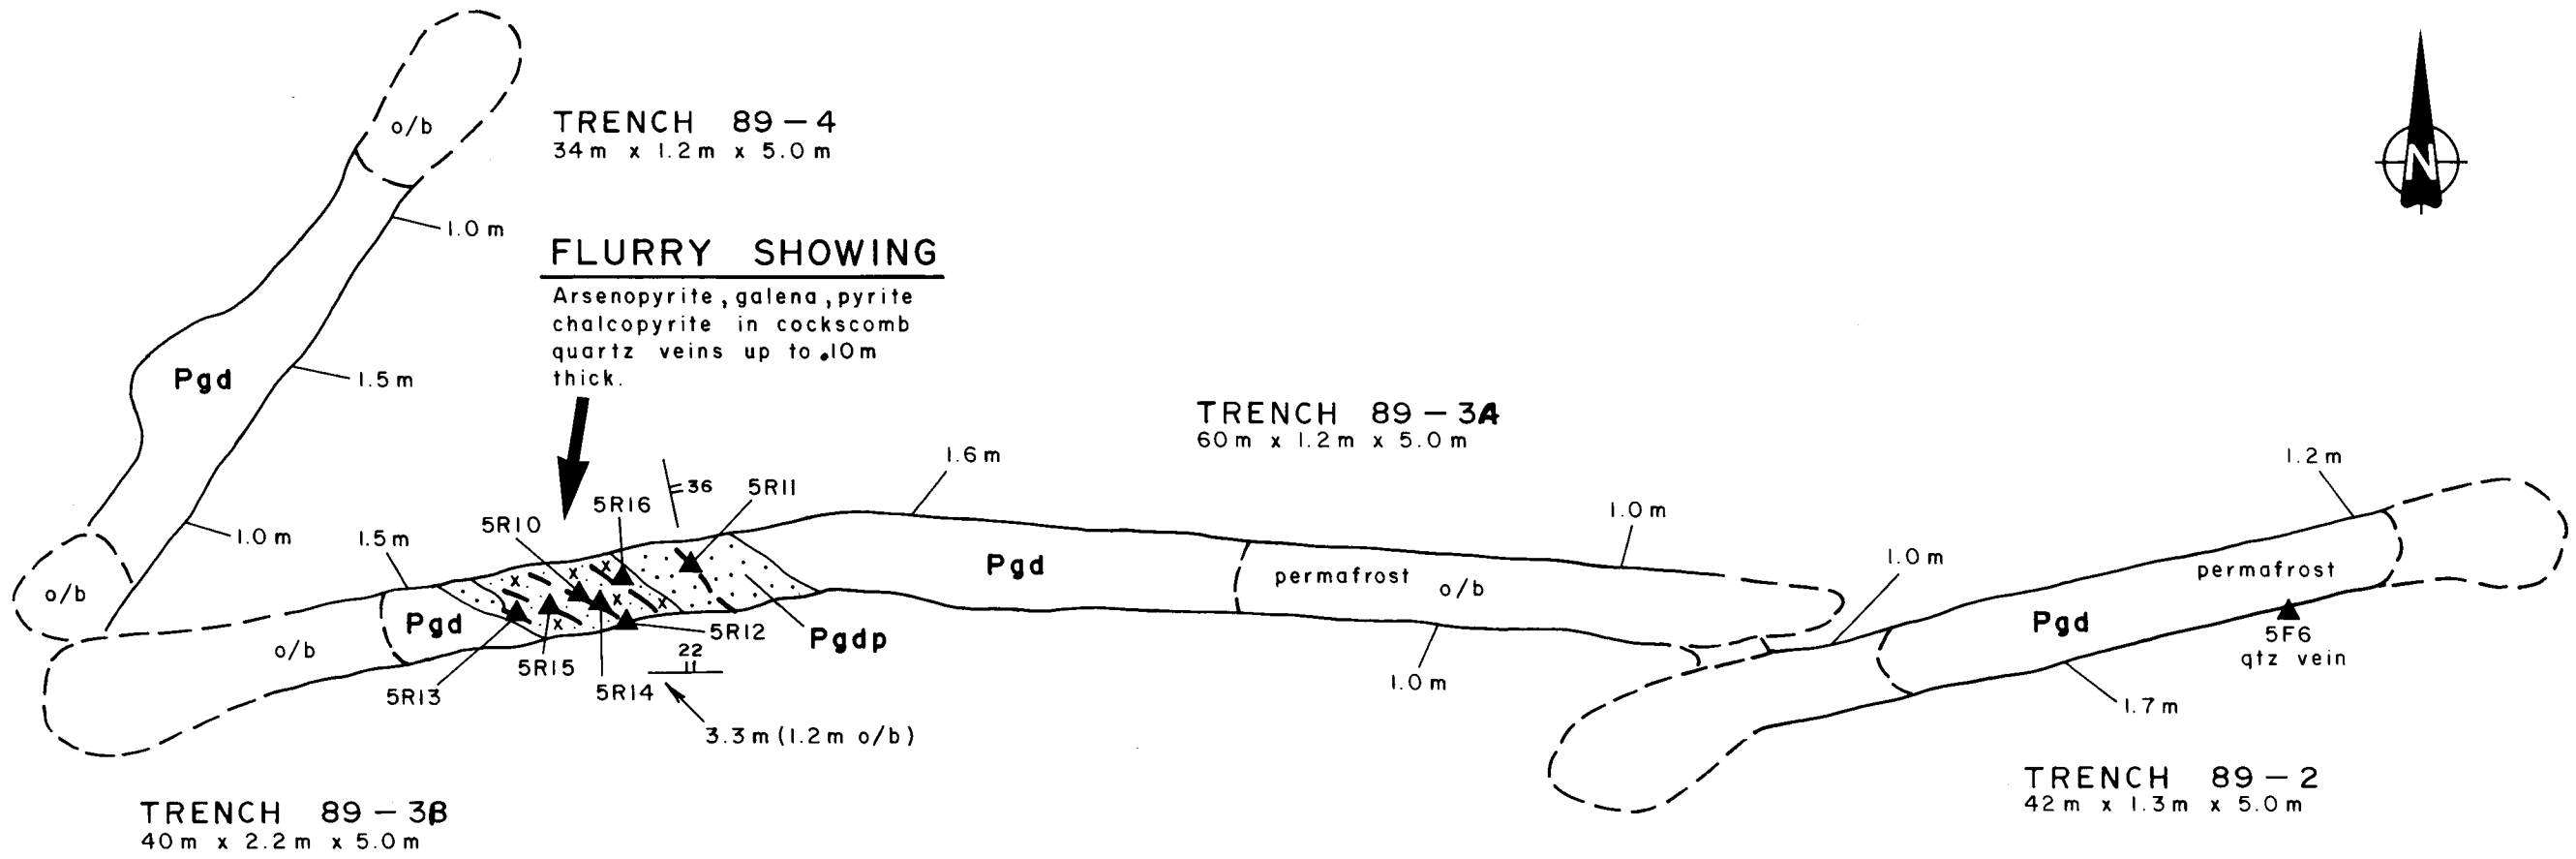 o/b
TRENCH 89-4
34m x 1.2m x 5.0m
N
1.0 m
FLURRY SHOWING
Arsenopyrite, galena, pyrite
chalcopyrite in cockscomb
quartz veins up to .10m
thick.
Pgd
1.5 m
TRENCH 89-3A
60m x 1.2m x 5.0m
1.6 m
1.2 m
36
5R11
5R16
5R10
1.0 m
1.5 m
1.0 m
1.0 m
Pgd
permafrost
o/b
permafrost
o/b
Pgd
Pgd
5F6
qtz vein
5R12
Pgdp
o/b
22
5R15
5R14
5R13
1.0 m
1.7 m
3.3 m (1.2m o/b)
TRENCH 89-2
42m x 1.3m x 5.0m
TRENCH 89-3B
40m x 2.2m x 5.0m